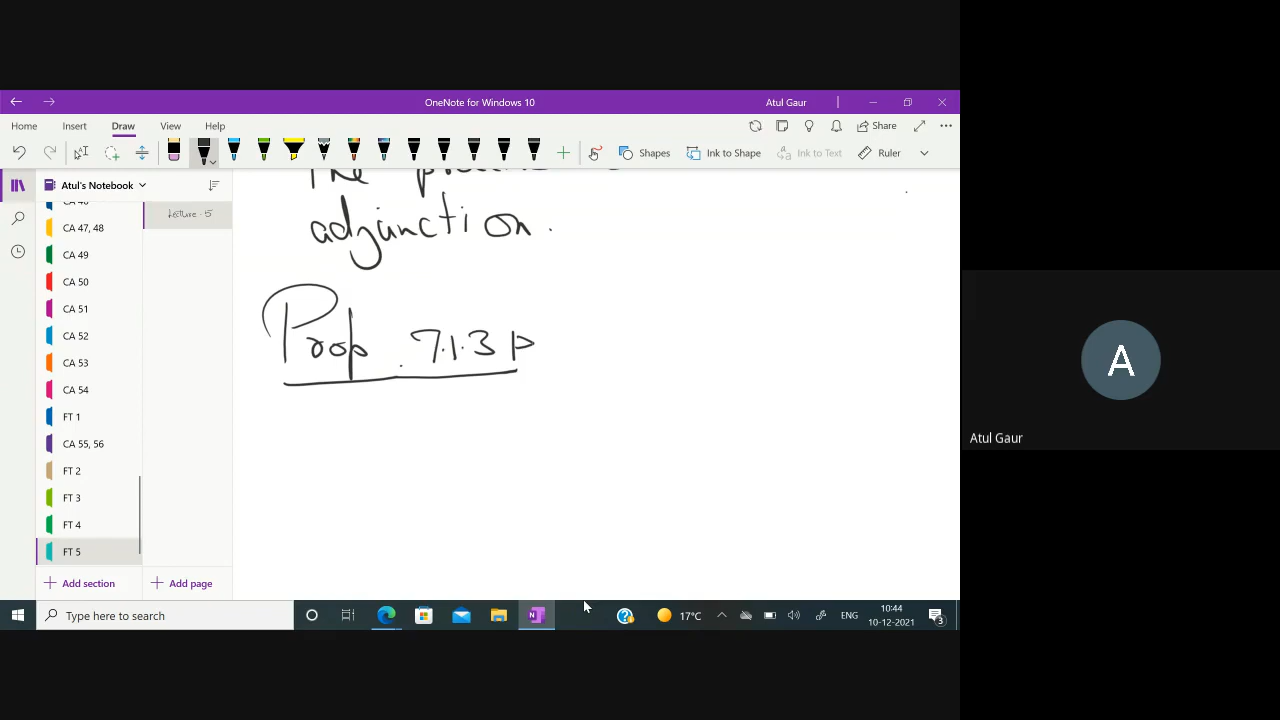 OneNote for Windows 10
Atul Gaur
Home Insert Draw View Help
Share
Shapes
Ink to Shape
Ink to Text
Ruler
Atul's Notebook
CA 47, 48
CA 49
CA 50
CA 51
CA 52
CA 53
CA 54
FT 1
CA 55, 56
FT 2
FT 3
FT 4
FT 5
Add section
Add page
Lecture - 5
adjunction.
Prop. 7.1.3 P
A
Atul Gaur
Type here to search
17°C
ENG
10:44
10-12-2021
3